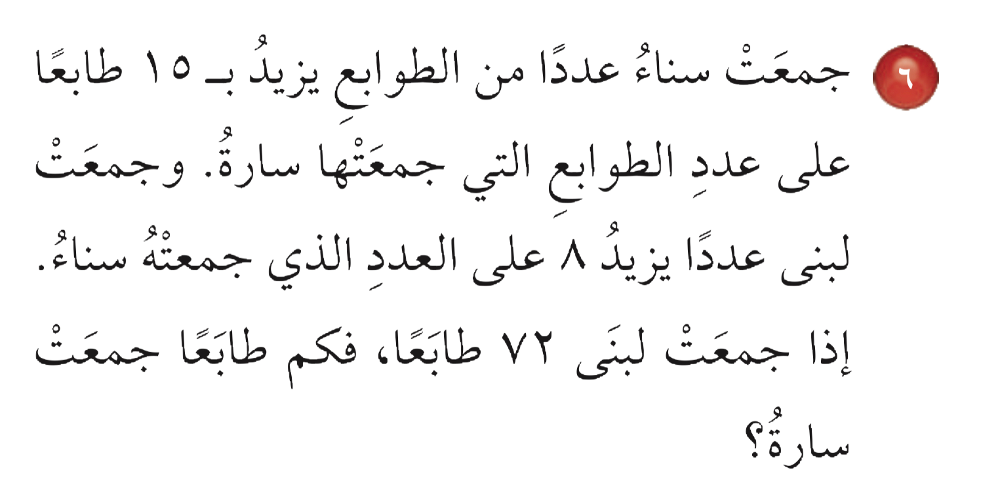 ٦ جمعَتْ سناءُ عددًا من الطوابعِ يزيدُ بـ ١٥ طابعًا
على عددِ الطوابعِ التي جمعَتْها سارةُ. وجمعَتْ
لبنى عددًا يزيدُ ٨ على العددِ الذي جمعتْهُ سناءُ.
إذا جمعَتْ لبنَى ٧٢ طابَعًا، فكم طابَعًا جمعَتْ
سارةُ؟